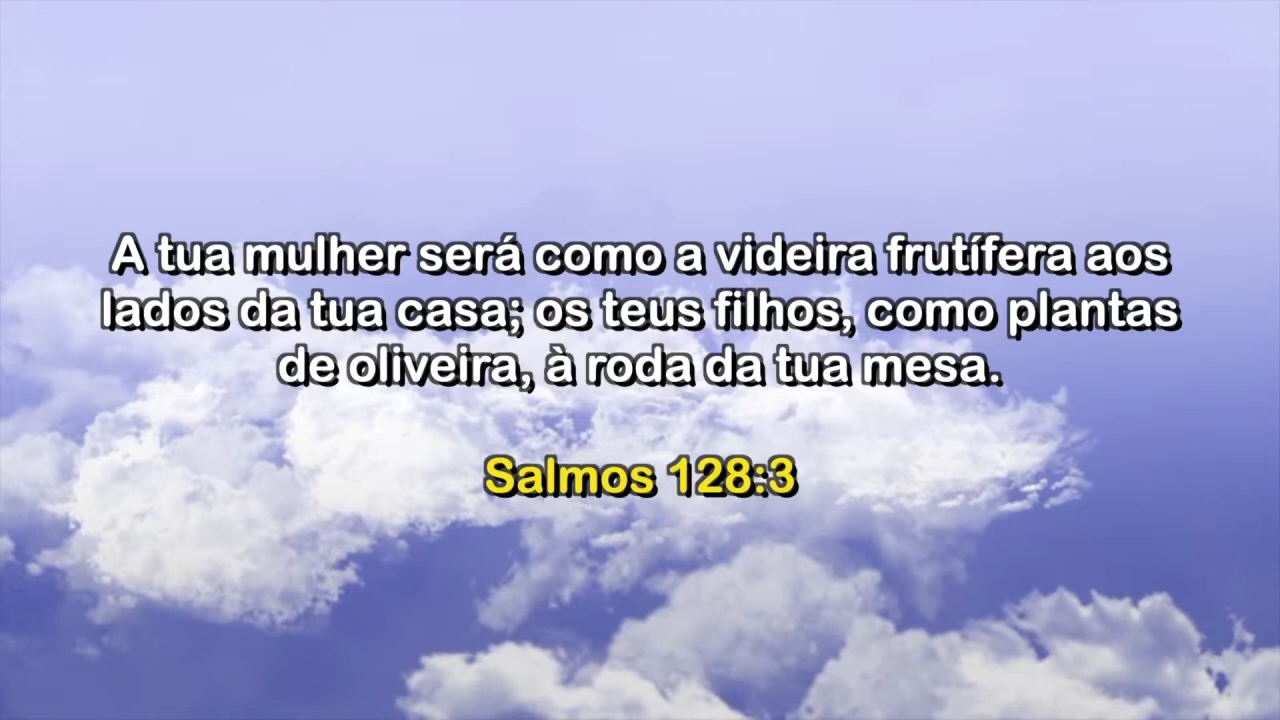 A tua mulher será como a videira frutífera aos
lados da tua casa; os teus filhos, como plantas
de oliveira, à roda da tua mesa.
Salmos 128:3